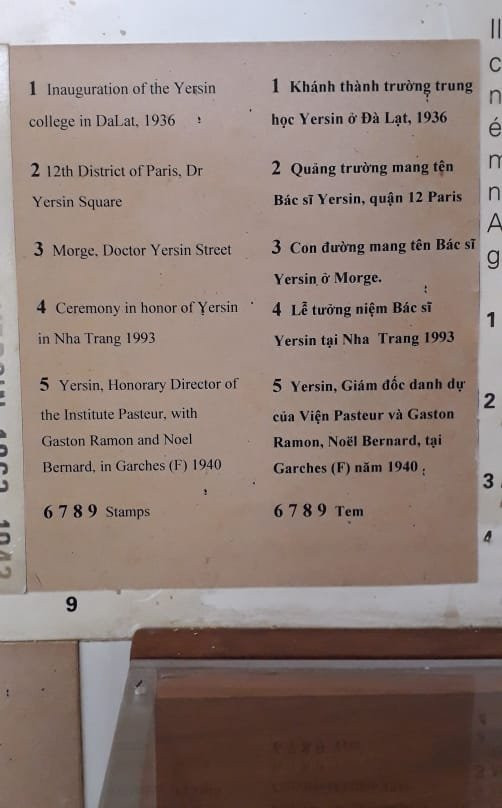 1 Inauguration of the Yersin
college in DaLat, 1936
2 12th District of Paris, Dr
Yersin Square
3 Morge, Doctor Yersin Street
4 Ceremony in honor of Yersin
in Nha Trang 1993
5 Yersin, Honorary Director of
the Institute Pasteur, with
Gaston Ramon and Noel
Bernard, in Garches (F) 1940
6 7 8 9 Stamps
1 Khánh thành trường trung
học Yersin ở Đà Lạt, 1936
2 Quảng trường mang tên
Bác sĩ Yersin, quận 12 Paris
3 Con đường mang tên Bác sĩ
Yersin ở Morge.
4 Lễ tưởng niệm Bác sĩ
Yersin tại Nha Trang 1993
5 Yersin, Giám đốc danh dự
của Viện Pasteur và Gaston
Ramon, Noël Bernard, tại
Garches (F) năm 1940
6 7 8 9 Tem
9
1
2
3
4